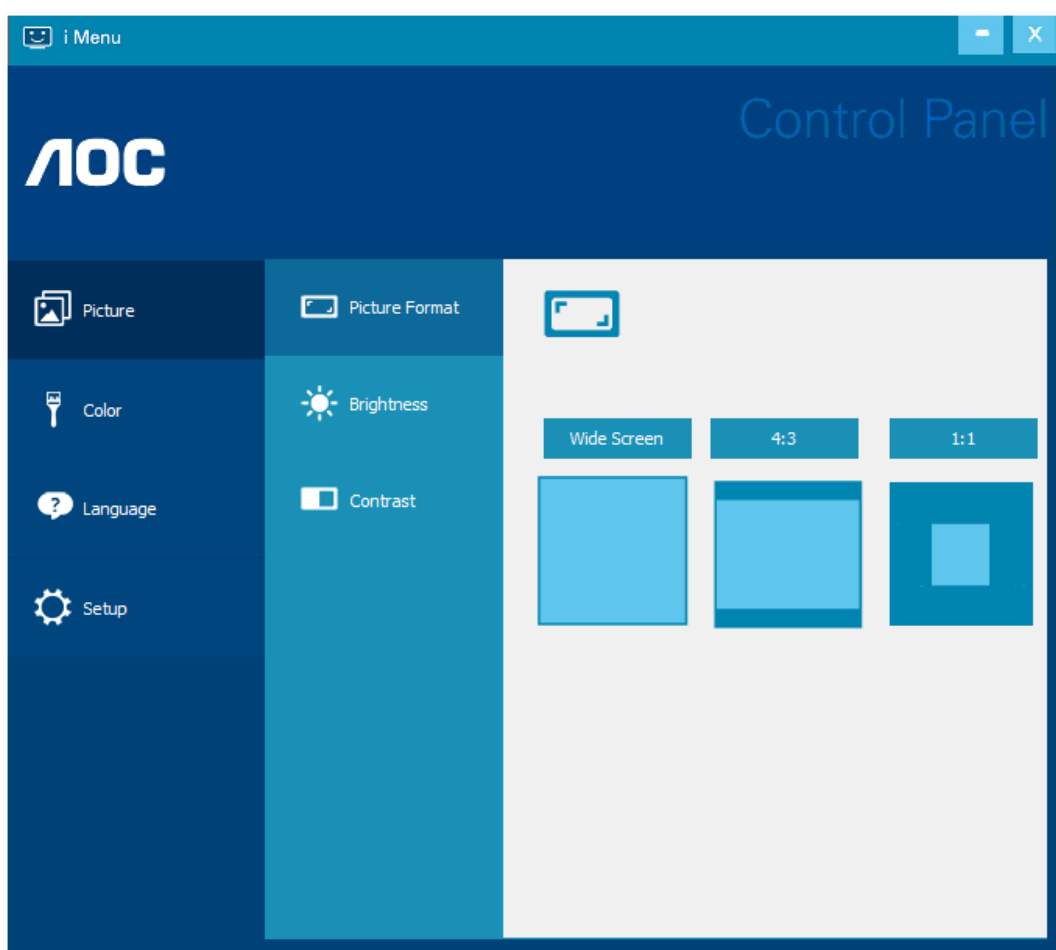 i Menu
X
Control Panel
AOC
Picture
Color
Language
Setup
Picture Format
Brightness
Contrast
Wide Screen
4:3
1:1